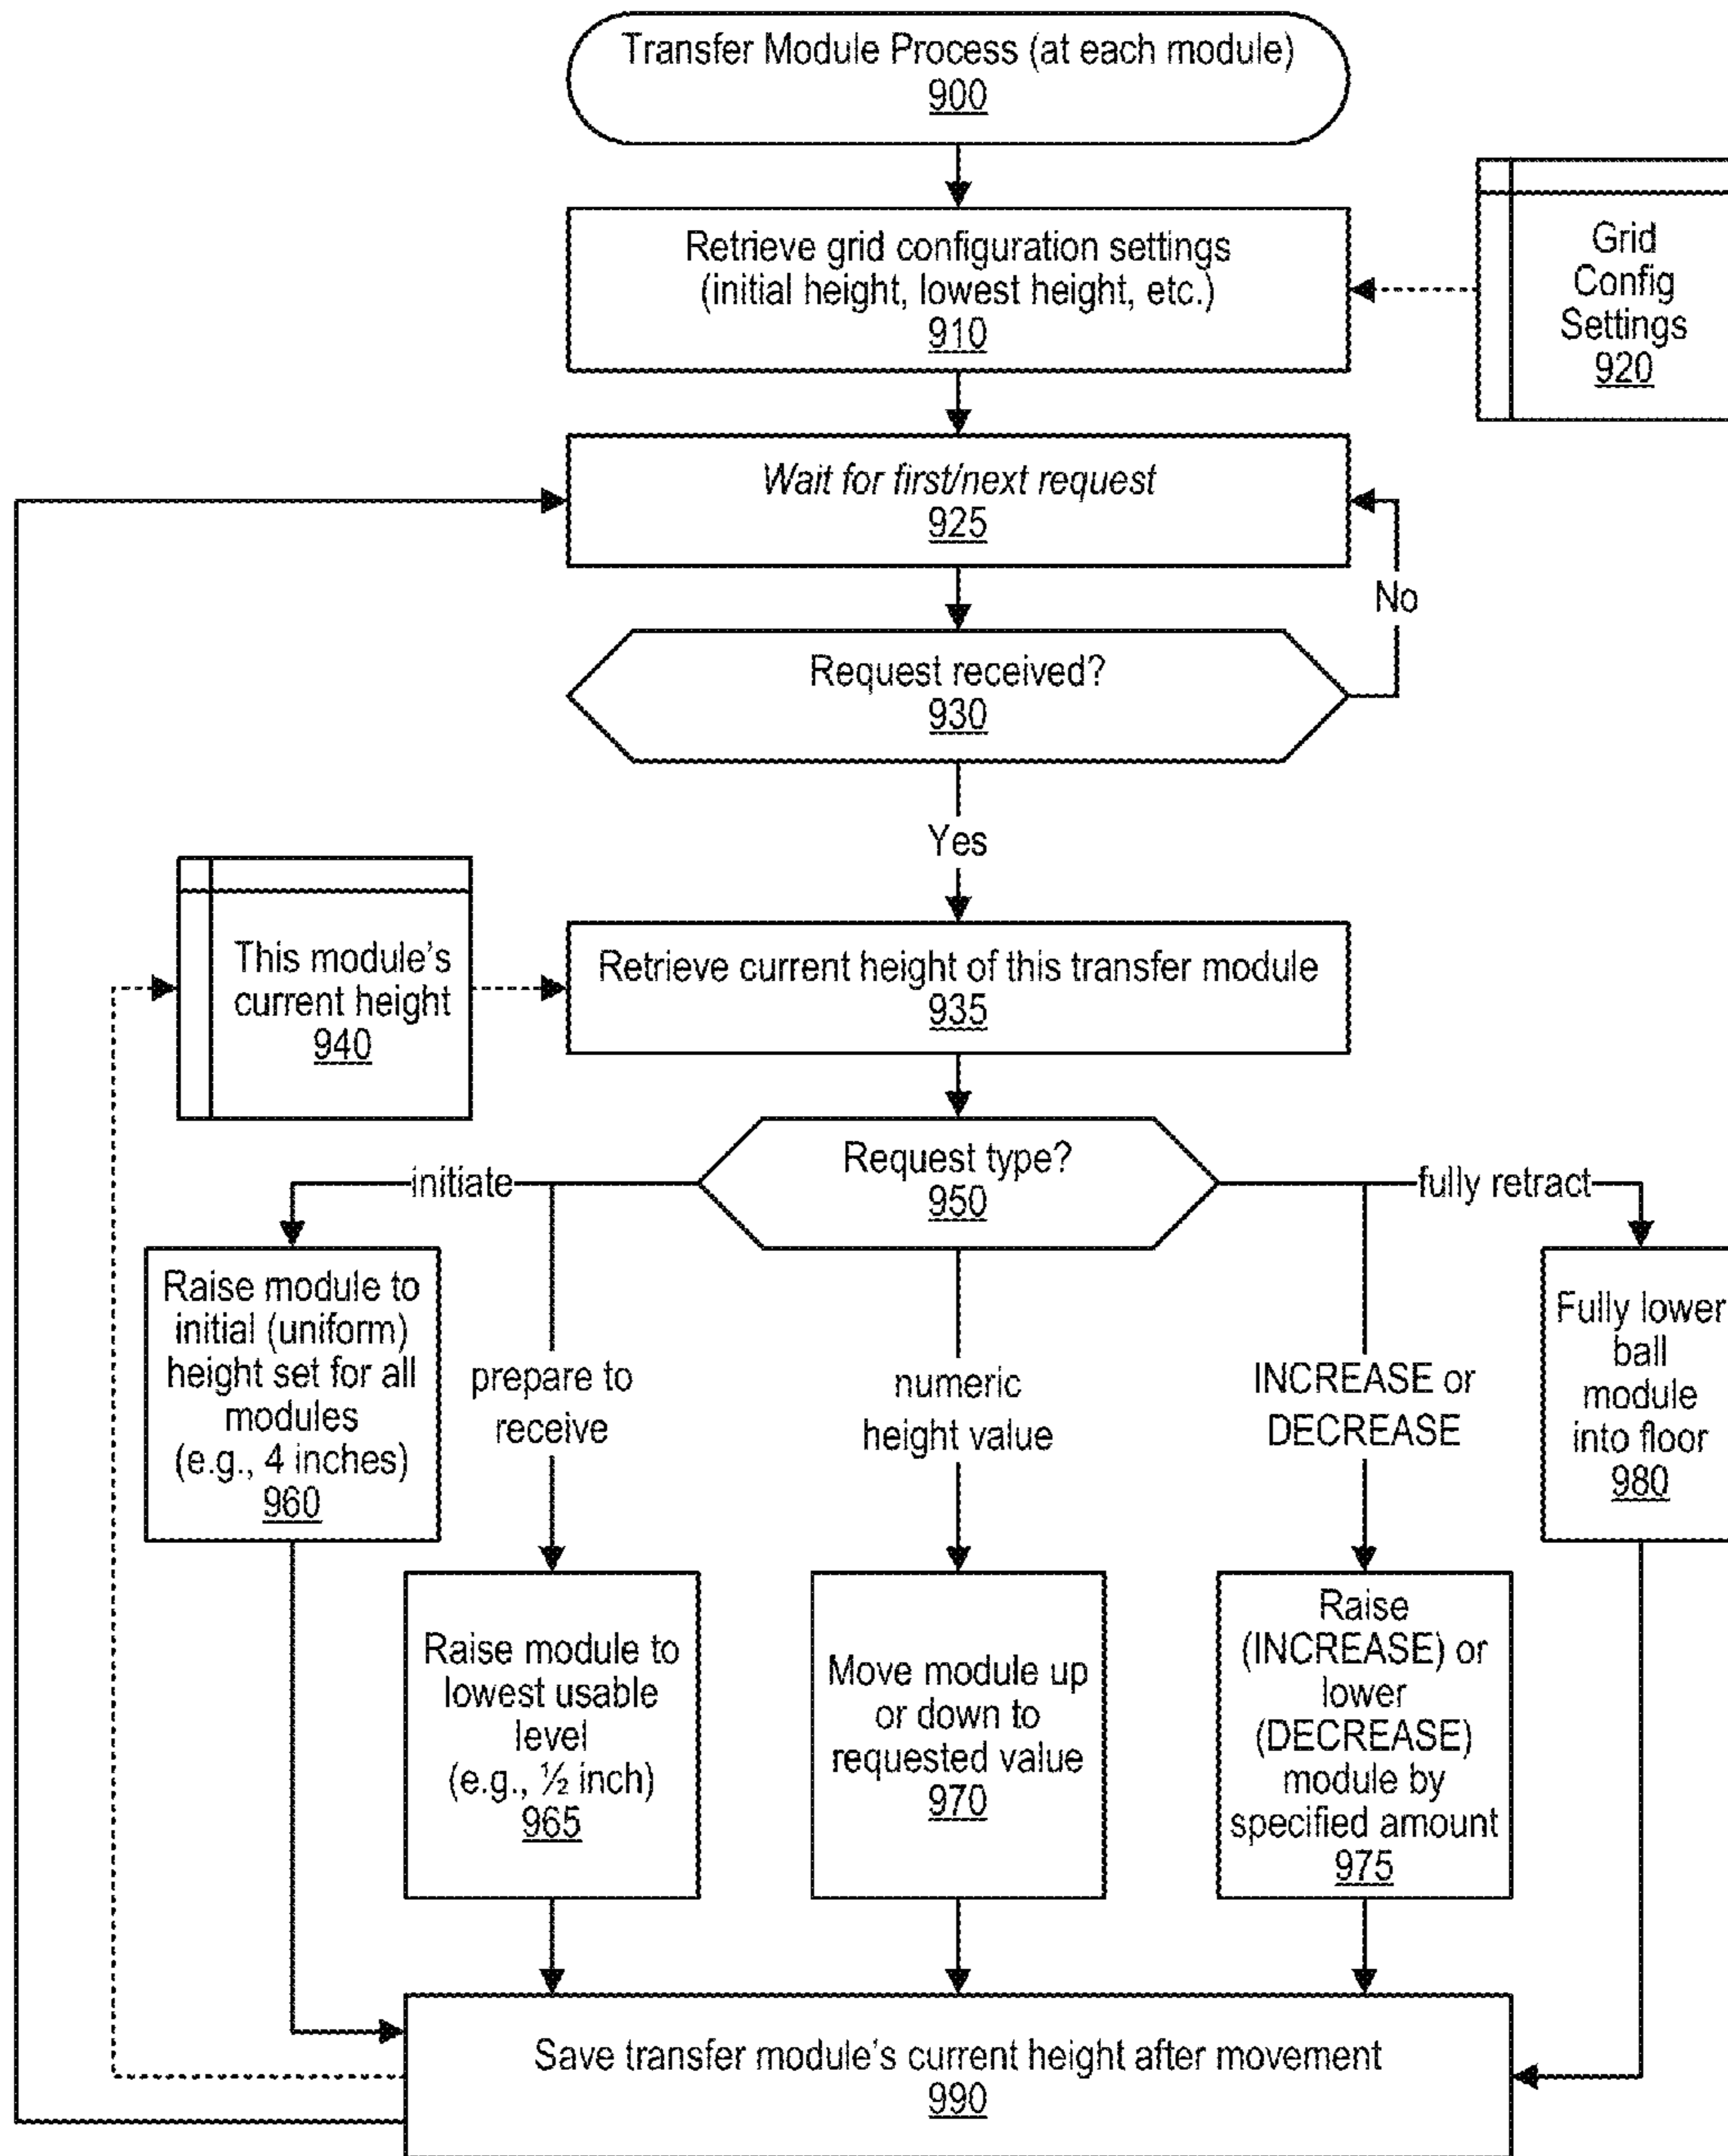 Transfer Module Process (at each module)
900
Retrieve grid configuration settings
(initial height, lowest height, etc.)
910
Grid
Config
Settings
920
Wait for first/next request
925
No
Request received?
930
Yes
This module's
current height
940
Retrieve current height of this transfer module
935
Request type?
950
initiate
fully retract
Raise module to
initial (uniform)
height set for all
modules
(e.g., 4 inches)
960
prepare to
receive
numeric
height value
INCREASE or
DECREASE
Fully lower
ball
module
into floor
980
Raise module to
lowest usable
level
(e.g., ½ inch)
965
Move module up
or down to
requested value
970
Raise
(INCREASE) or
lower
(DECREASE)
module by
specified amount
975
Save transfer module's current height after movement
990